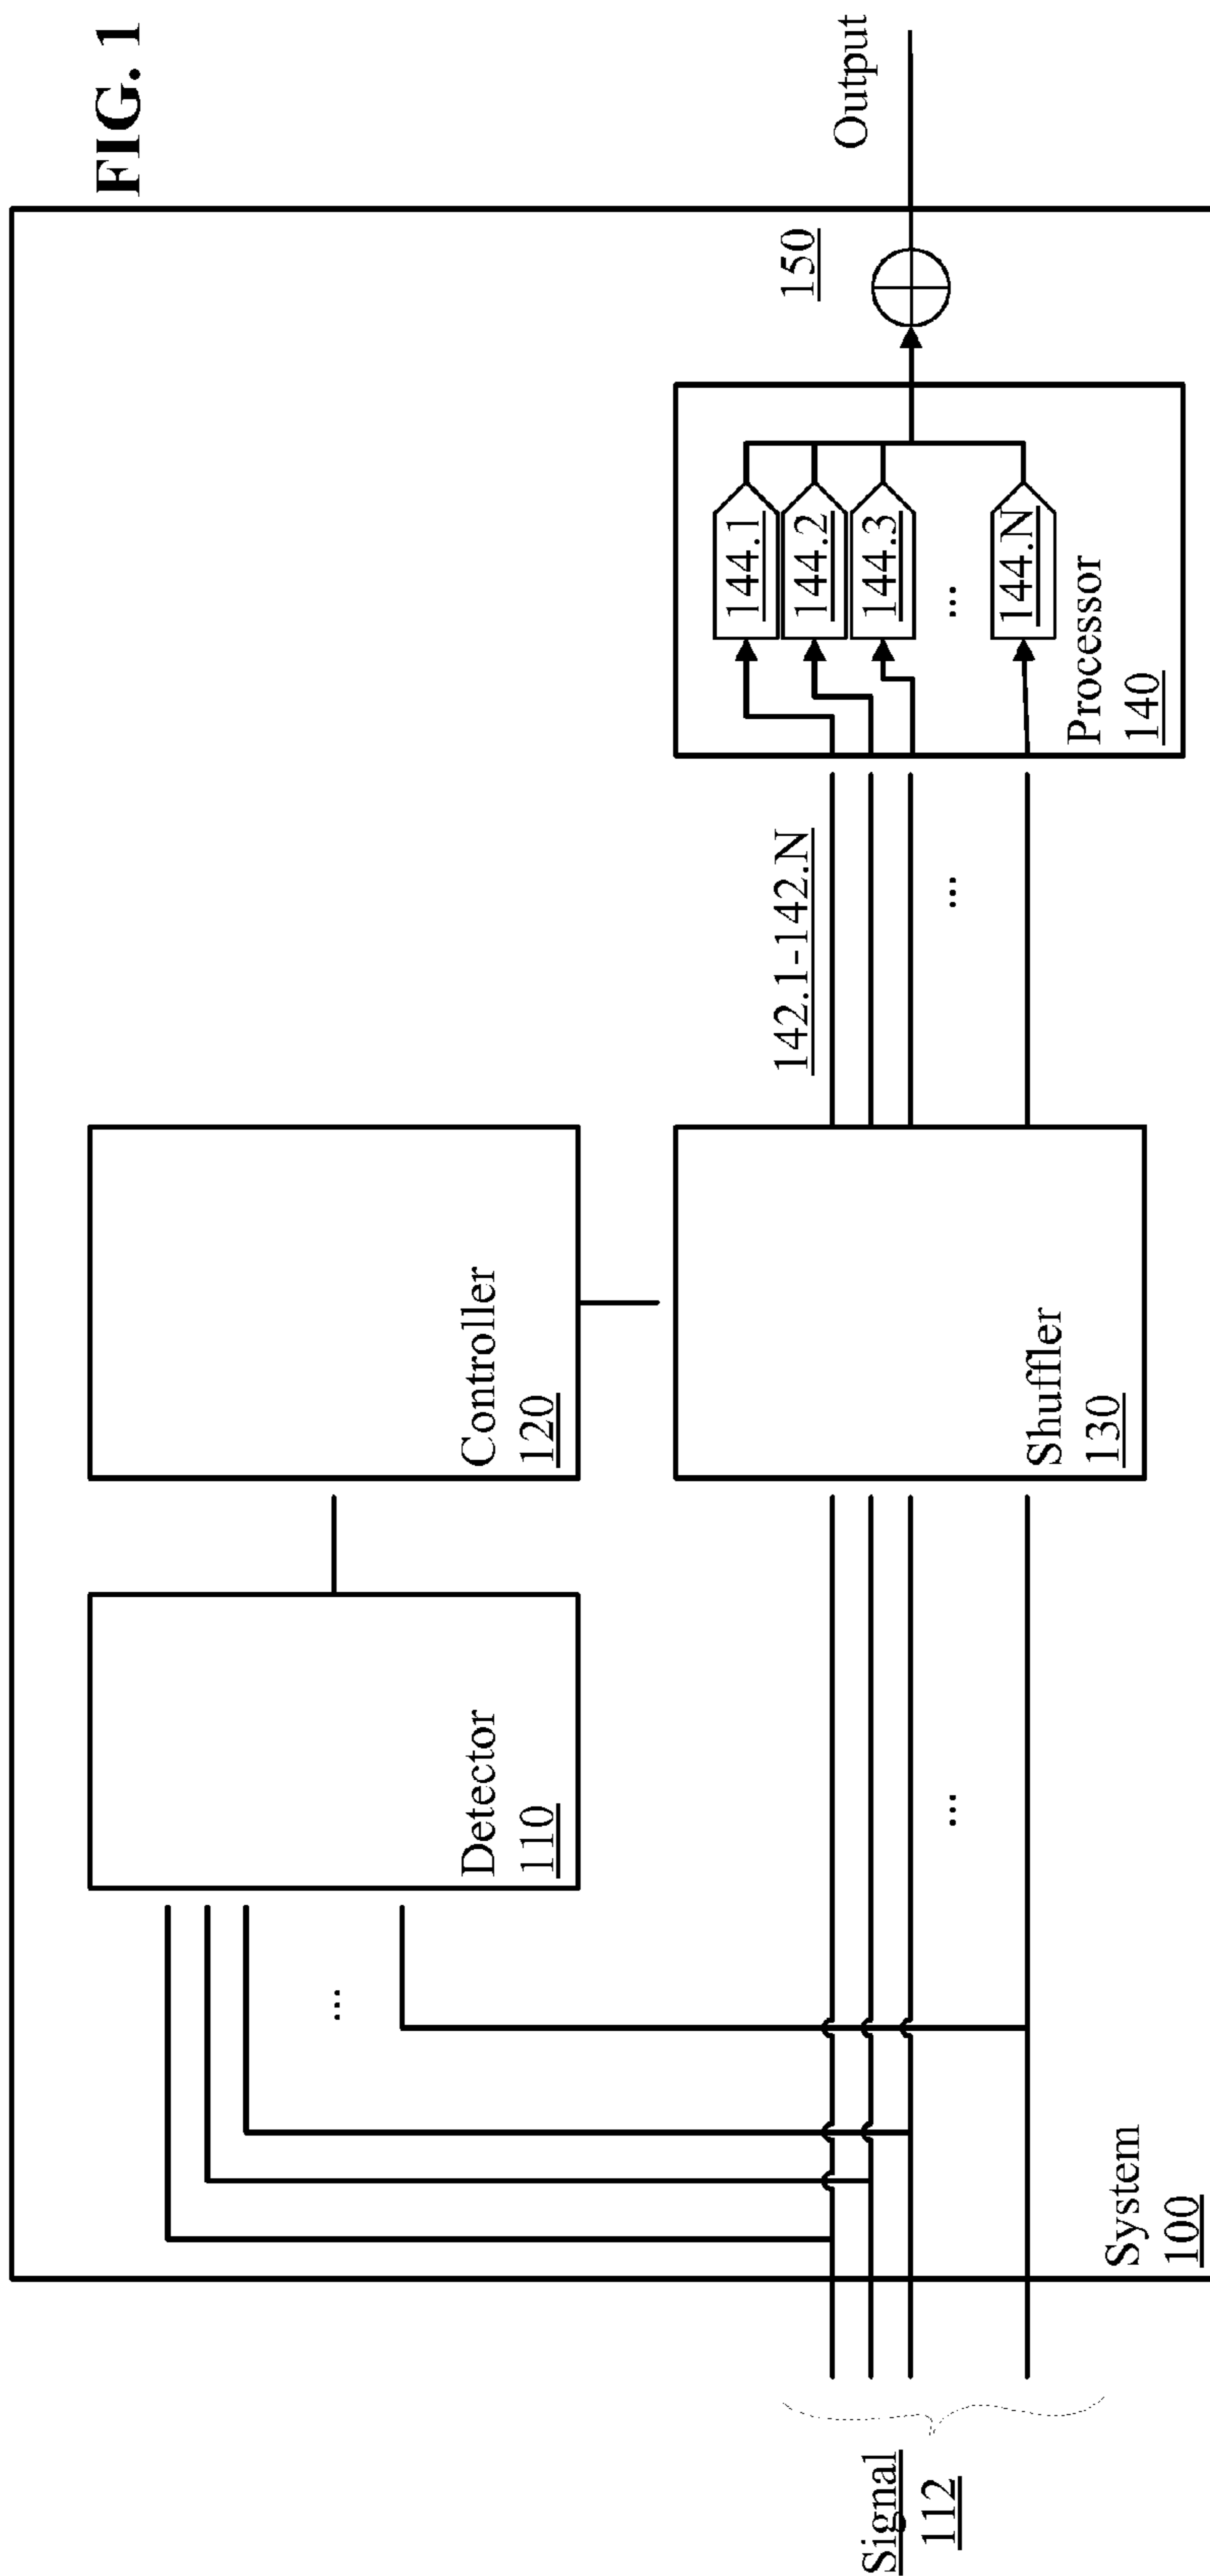 FIG. 1
Detector
110
Controller
120
...
Signal
112
...
Shuffler
130
142.1-142.N
...
144.1
144.2
144.3
...
144.N
Processor
140
150
Output
System
100